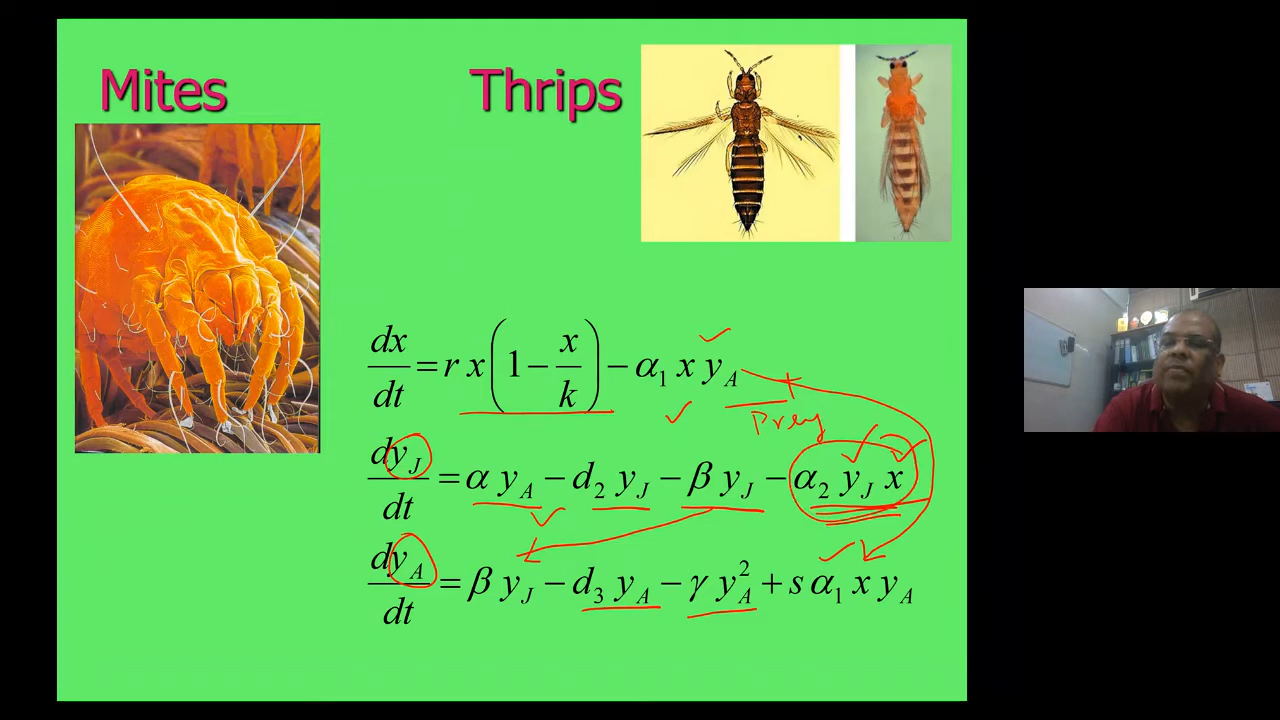 Mites
Thrips
dx/dt = r x (1 − x/k) − α₁ x y_A
Prey
dy_J/dt = α y_A − d₂ y_J − β y_J − α₂ y_J x
dy_A/dt = β y_J − d₃ y_A − γ y_A² + s α₁ x y_A